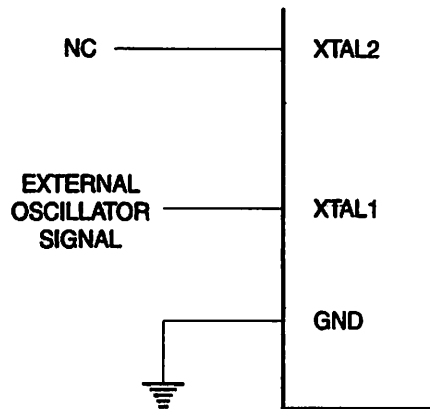 NC
XTAL2
EXTERNAL
OSCILLATOR
SIGNAL
XTAL1
GND